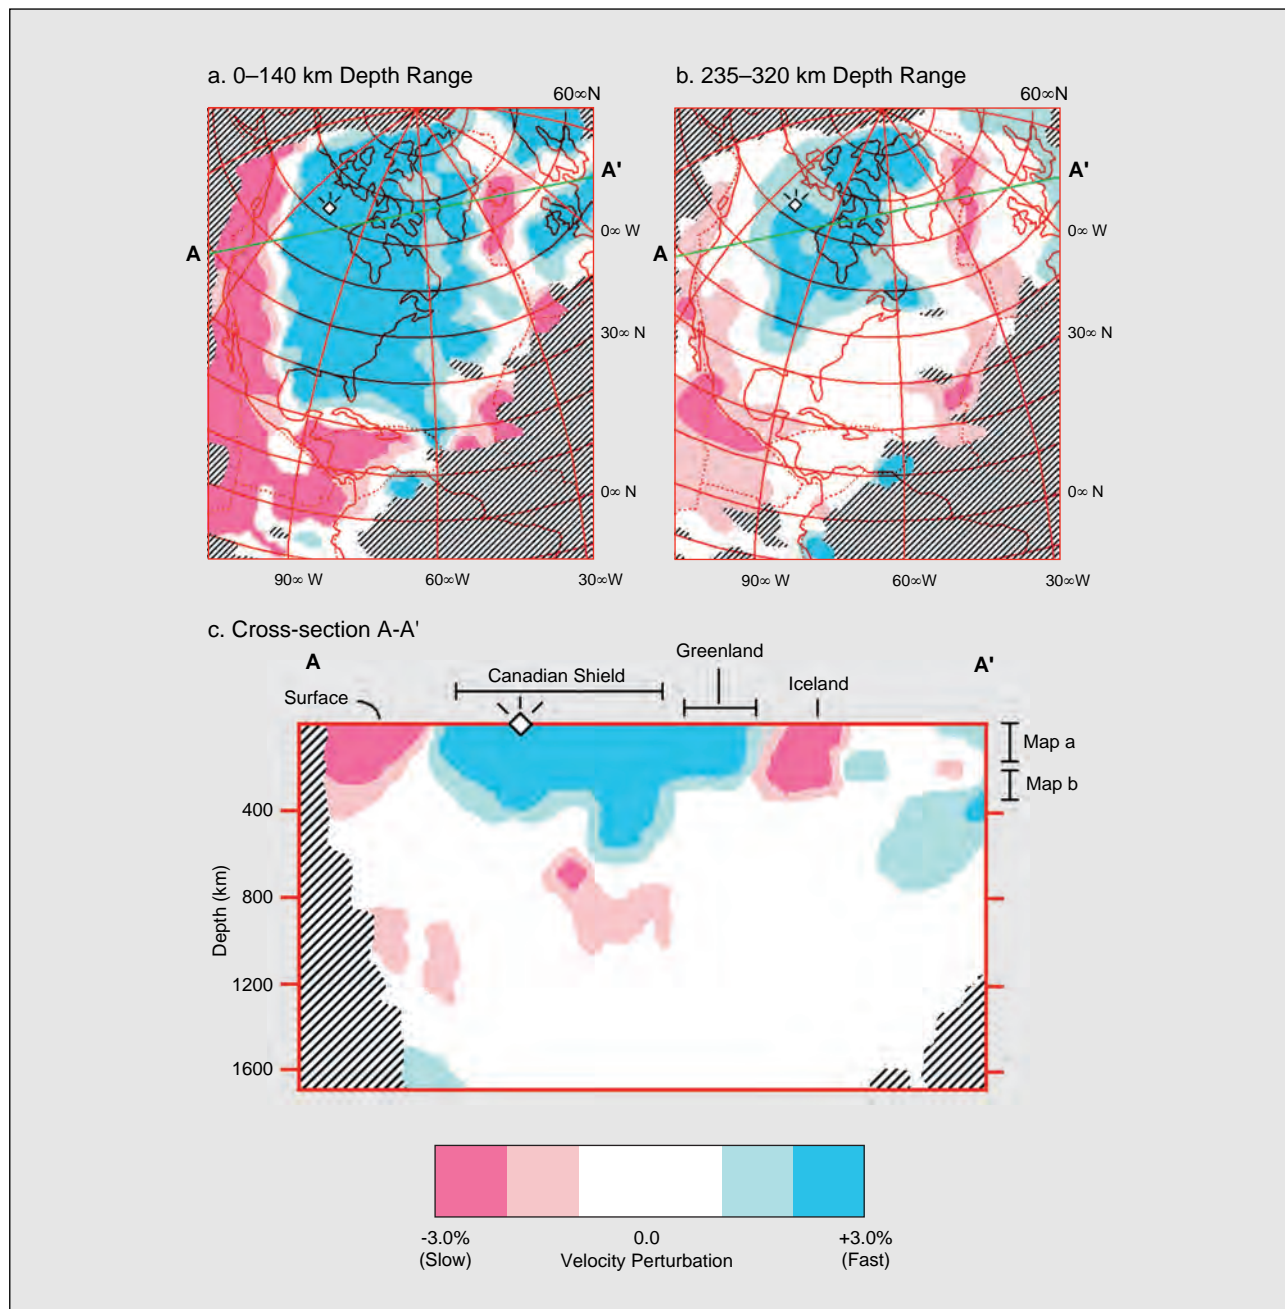 a. 0–140 km Depth Range
b. 235–320 km Depth Range
60∞N
A'
A'
0∞ W
0∞ W
A
A
30∞ N
30∞ N
0∞ N
0∞ N
90∞ W
60∞W
30∞W
90∞ W
60∞W
30∞W
c. Cross-section A-A'
60∞N
A
Surface
Canadian Shield
Greenland
Iceland
A'
Map a
Map b
400
800
1200
1600
Depth (km)
-3.0%
(Slow)
0.0
Velocity Perturbation
+3.0%
(Fast)